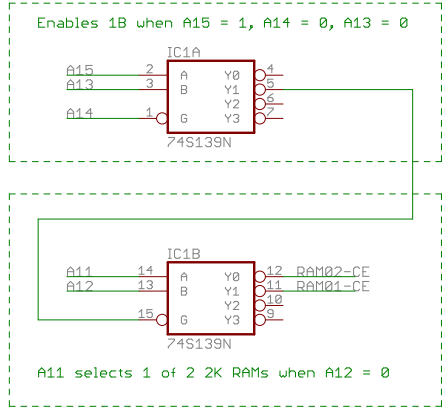 Enables 1B when A15 = 1, A14 = 0, A13 = 0
IC1A
A15 2 A Y0 4
A13 3 B Y1 5
Y2 6
A14 1 G Y3 7
74S139N
IC1B
A11 14 A Y0 12 RAM02-CE
A12 13 B Y1 11 RAM01-CE
Y2 10
15 G Y3 9
74S139N
A11 selects 1 of 2 2K RAMs when A12 = 0